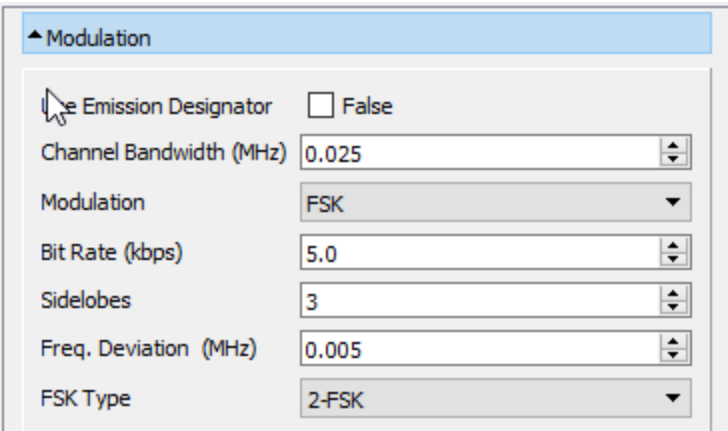 Modulation
Emission Designator False
Channel Bandwidth (MHz) 0.025
Modulation FSK
Bit Rate (kbps) 5.0
Sidelobes 3
Freq. Deviation (MHz) 0.005
FSK Type 2-FSK